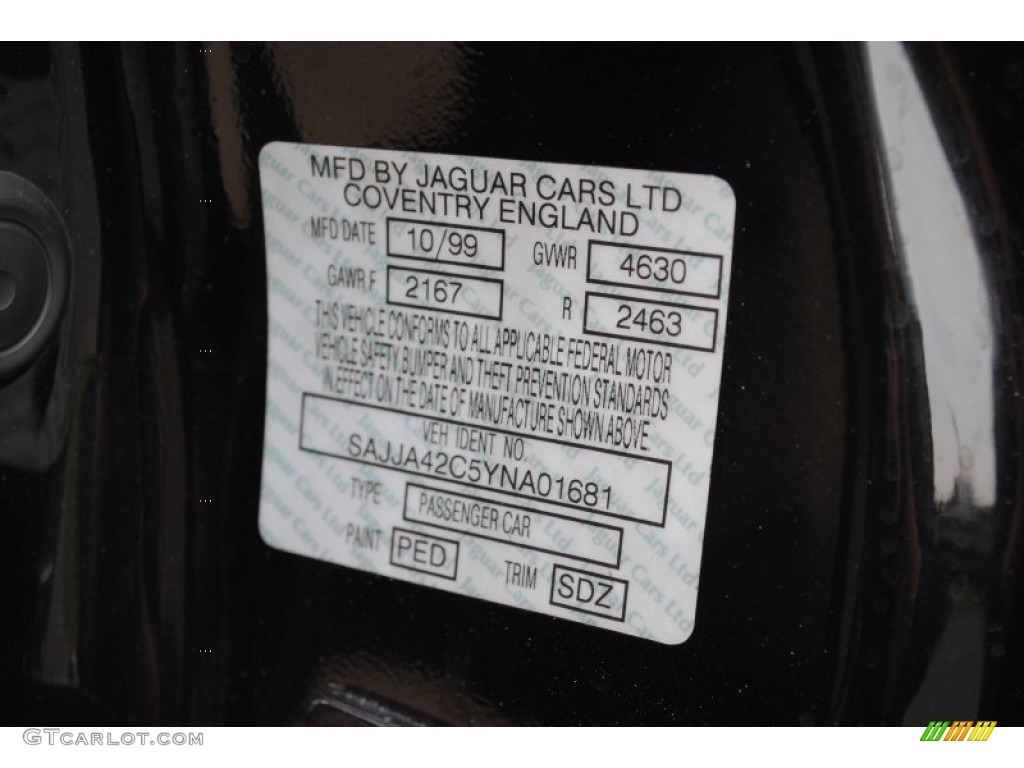 MFD BY JAGUAR CARS LTD
COVENTRY ENGLAND
MFD DATE 10/99 GVWR 4630
GAWR.F 2167 R 2463
THIS VEHICLE CONFORMS TO ALL APPLICABLE FEDERAL MOTOR
VEHICLE SAFETY, BUMPER AND THEFT PREVENTION STANDARDS
IN EFFECT ON THE DATE OF MANUFACTURE SHOWN ABOVE.
VEH IDENT NO.
SAJJA42C5YNA01681
TYPE PASSENGER CAR
PAINT PED TRIM SDZ
GTCARLOT.COM